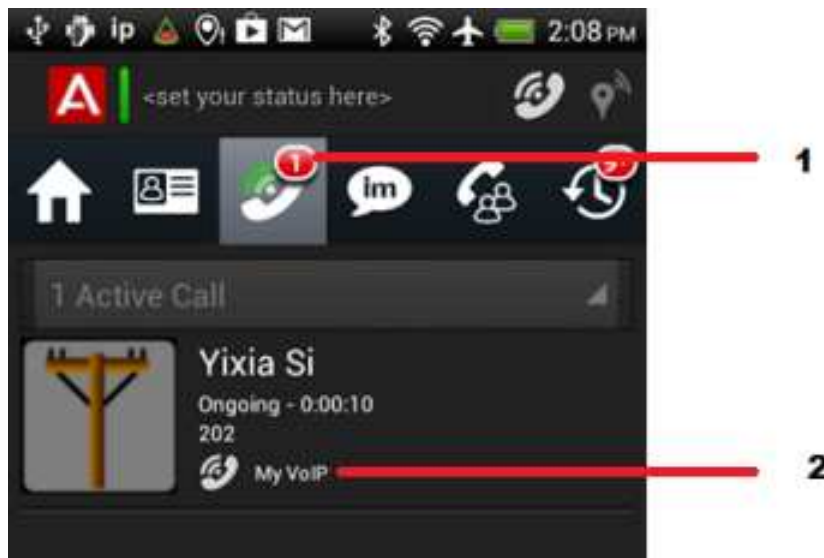 ip 2:08 PM
A <set your status here>
1 im
1 Active Call
Yixia Si
Ongoing - 0:00:10
202
My VoIP
1
2